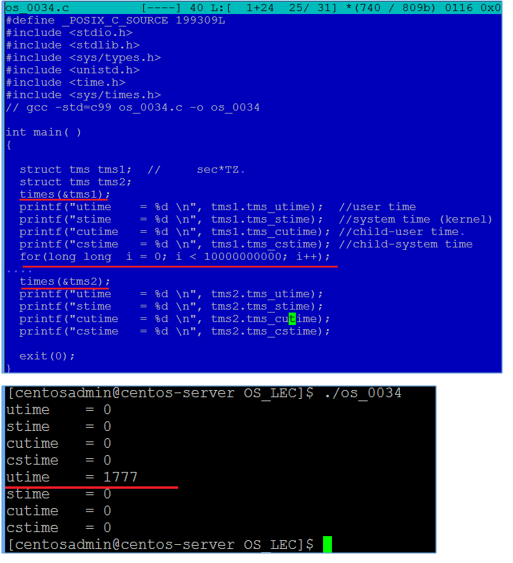 os_0034.c [----] 40 L:[ 1+24 25/ 31] *(740 / 809b) 0116 0x0
#define _POSIX_C_SOURCE 199309L
#include <stdio.h>
#include <stdlib.h>
#include <sys/types.h>
#include <unistd.h>
#include <time.h>
#include <sys/times.h>
// gcc -std=c99 os_0034.c -o os_0034
int main( )
{
struct tms tms1; // sec*TZ.
struct tms tms2;
times(&tms1);
printf("utime = %d \n", tms1.tms_utime); //user time
printf("stime = %d \n", tms1.tms_stime); //system time (kernel)
printf("cutime = %d \n", tms1.tms_cutime); //child-user time.
printf("cstime = %d \n", tms1.tms_cstime); //child-system time
for(long long i = 0; i < 10000000000; i++);
....
times(&tms2);
printf("utime = %d \n", tms2.tms_utime);
printf("stime = %d \n", tms2.tms_stime);
printf("cutime = %d \n", tms2.tms_cutime);
printf("cstime = %d \n", tms2.tms_cstime);
exit(0);
}
[centosadmin@centos-server OS_LEC]$ ./os_0034
utime = 0
stime = 0
cutime = 0
cstime = 0
utime = 1777
stime = 0
cutime = 0
cstime = 0
[centosadmin@centos-server OS_LEC]$